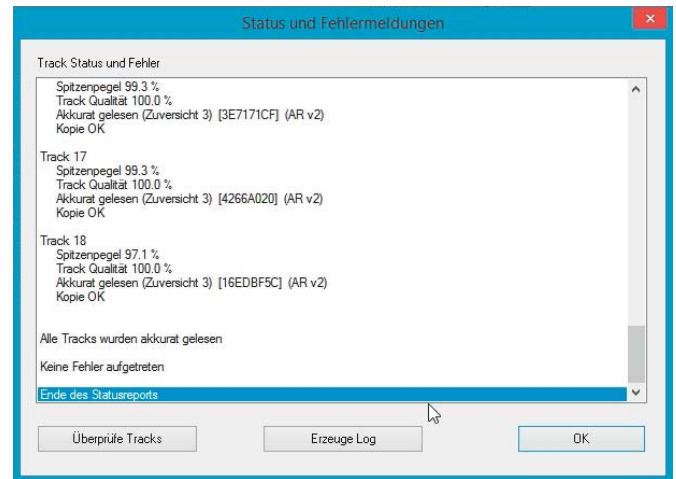 Status und Fehlermeldungen
Track Status und Fehler
Spitzenpegel 99.3 %
Track Qualität 100.0 %
Akkurat gelesen (Zuversicht 3) [3E7171CF] (AR v2)
Kopie OK
Track 17
Spitzenpegel 99.3 %
Track Qualität 100.0 %
Akkurat gelesen (Zuversicht 3) [4266A020] (AR v2)
Kopie OK
Track 18
Spitzenpegel 97.1 %
Track Qualität 100.0 %
Akkurat gelesen (Zuversicht 3) [16EDBF5C] (AR v2)
Kopie OK
Alle Tracks wurden akkurat gelesen
Keine Fehler aufgetreten
Ende des Statusreports
Überprüfe Tracks
Erzeuge Log
OK